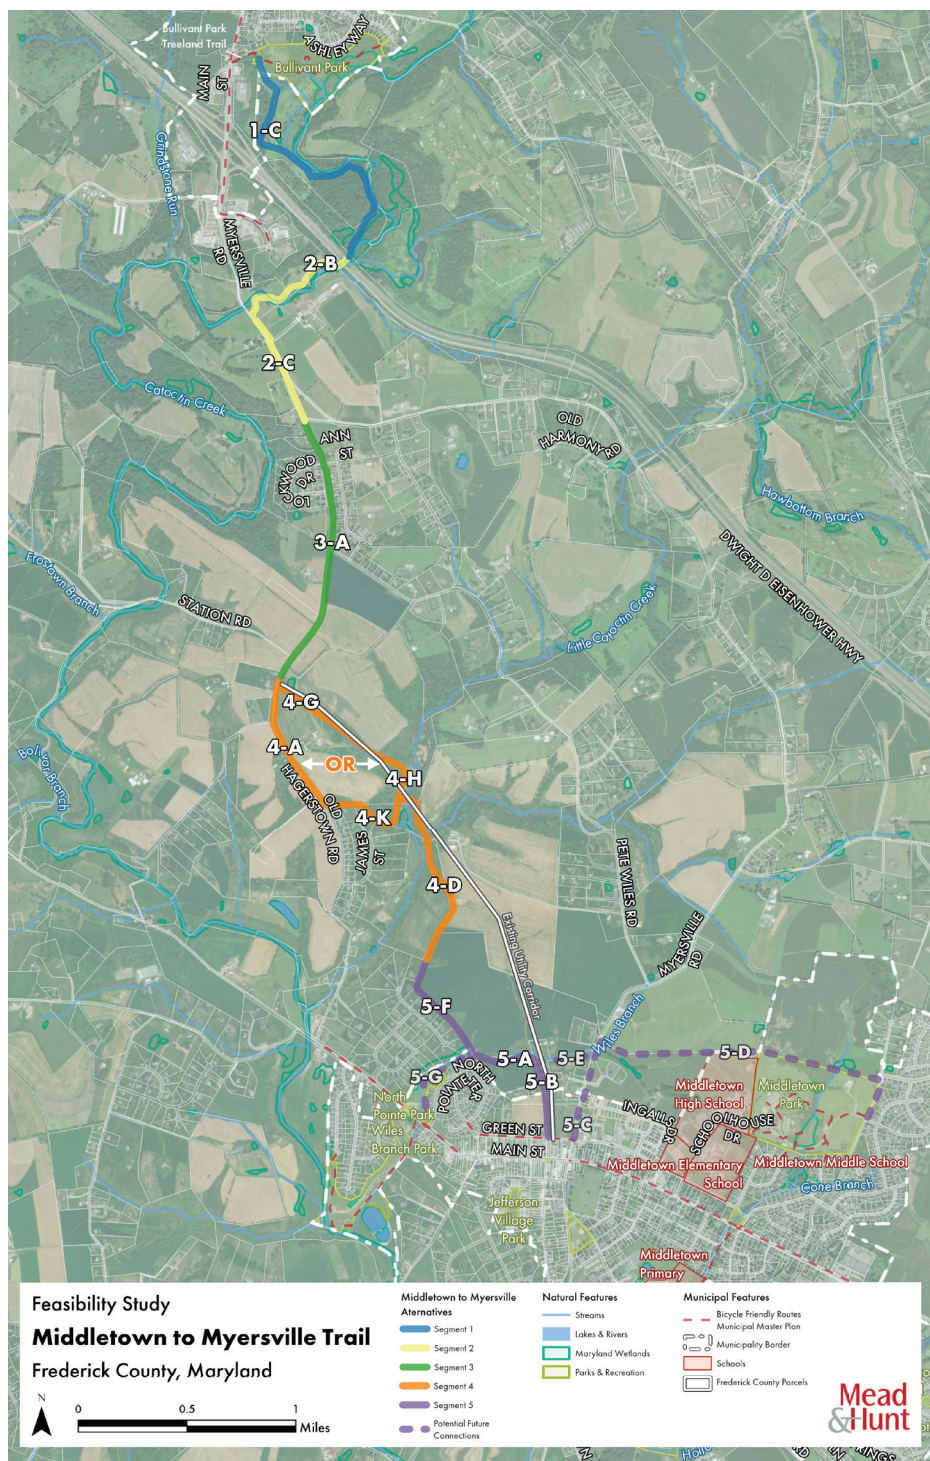 Bullivant Park
Treeland Trail
ASHLEY WAY
Bullivant Park
MAIN
ST
1-C
Grindstone Run
MYERSVILLE
RD
2-B
2-C
Catoctin Creek
OLD
HARMONY RD
ANN
ST
LOCKWOOD
DR
Hawbottom Branch
3-A
DWIGHT D EISENHOWER HWY
Frostown Branch
STATION RD
Little Catoctin Creek
4-G
4-A
OR
4-H
Bolivar Branch
OLD
HAGERSTOWN RD
4-K
JAMES
ST
PETE WILES RD
4-D
MYERSVILLE
RD
Existing Utility Corridor
5-F
Wiles Branch
5-A
5-E
5-D
5-G
NORTH
POINTE TER
5-B
North
Pointe Park
Wiles
Branch Park
Middletown
High School
Middletown
Park
5-C
INGALLS DR
SCHOOLHOUSE
DR
GREEN ST
MAIN ST
Middletown Elementary
School
Middletown Middle School
Cone Branch
Jefferson
Village
Park
Middletown
Primary
Feasibility Study
Middletown to Myersville Trail
Frederick County, Maryland
N
0 0.5 1
Miles
Middletown to Myersville
Aternatives
Segment 1
Segment 2
Segment 3
Segment 4
Segment 5
Potential Future
Connections
Natural Features
Streams
Lakes & Rivers
Maryland Wetlands
Parks & Recreation
Municipal Features
Bicycle Friendly Routes
Municipal Master Plan
Municipality Border
Schools
Frederick County Parcels
Mead
&Hunt